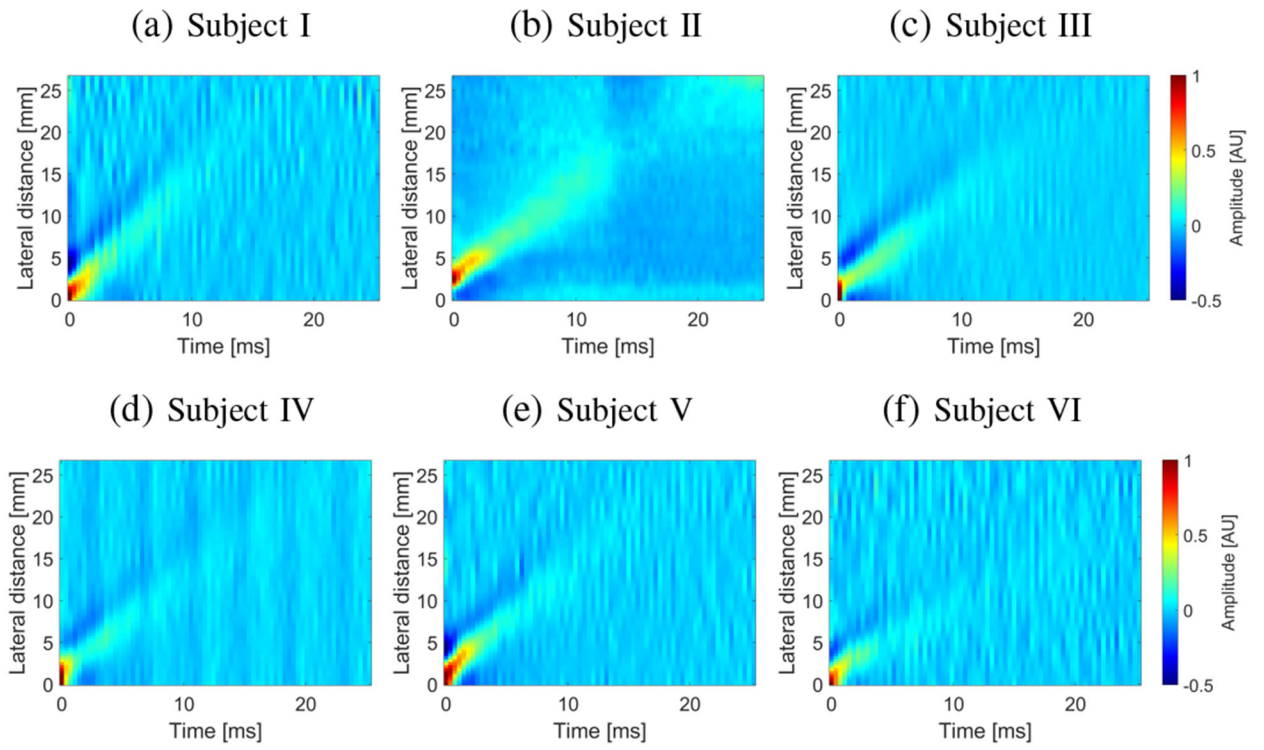 (a) Subject I
(b) Subject II
(c) Subject III
Lateral distance [mm]
25
20
15
10
5
0
0 10 20
Time [ms]
Lateral distance [mm]
25
20
15
10
5
0
0 10 20
Time [ms]
Lateral distance [mm]
25
20
15
10
5
0
0 10 20
Time [ms]
1
0.5
0
-0.5
Amplitude [AU]
(d) Subject IV
(e) Subject V
(f) Subject VI
Lateral distance [mm]
25
20
15
10
5
0
0 10 20
Time [ms]
Lateral distance [mm]
25
20
15
10
5
0
0 10 20
Time [ms]
Lateral distance [mm]
25
20
15
10
5
0
0 10 20
Time [ms]
1
0.5
0
-0.5
Amplitude [AU]